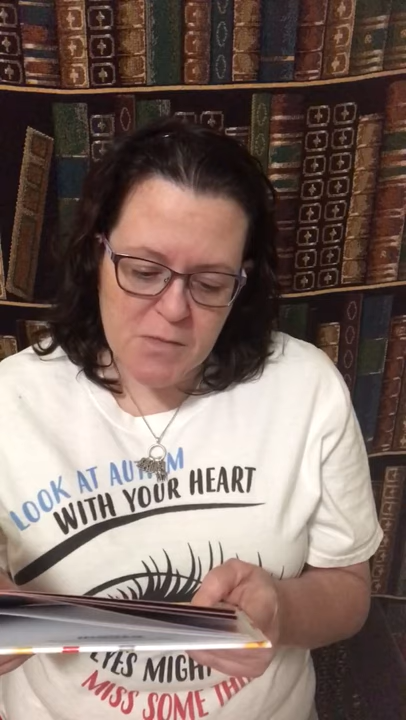 LOOK AT AUTISM
WITH YOUR HEART
EYES MIGHT
MISS SOME